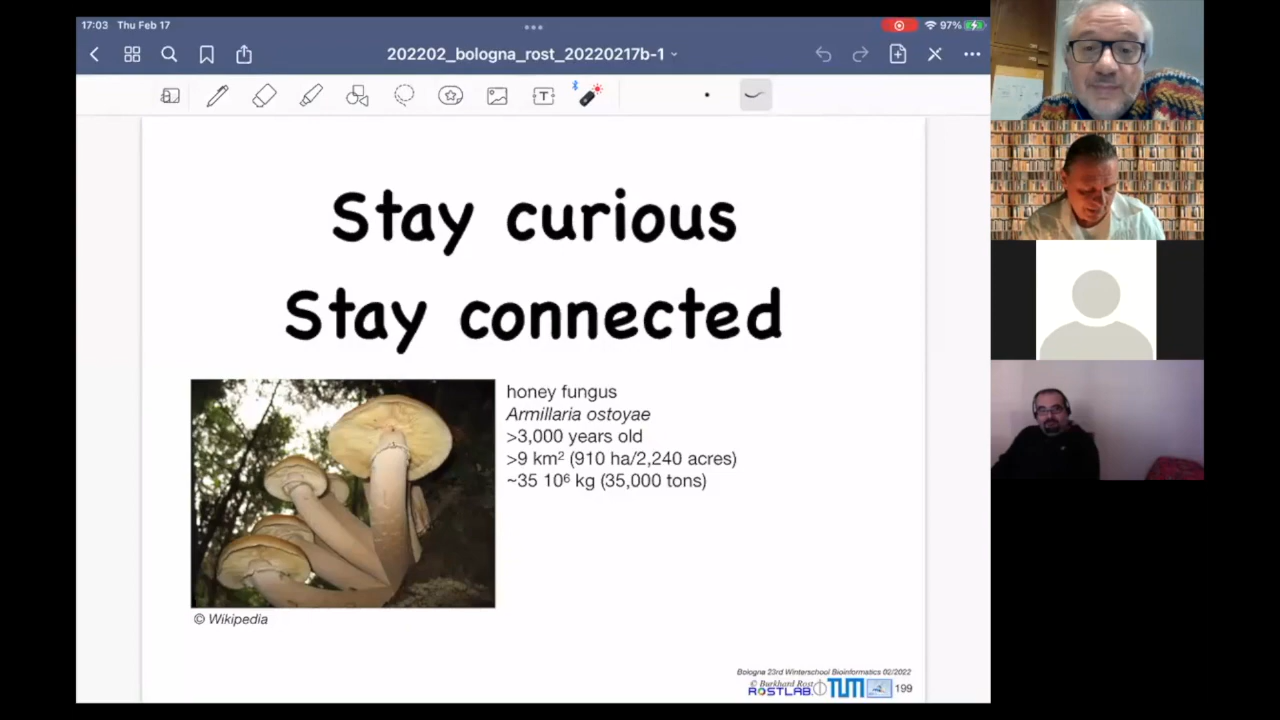 17:03 Thu Feb 17
97%
202202_bologna_rost_20220217b-1
T
Stay curious
Stay connected
honey fungus
Armillaria ostoyae
>3,000 years old
>9 km² (910 ha/2,240 acres)
~35 10⁶ kg (35,000 tons)
© Wikipedia
Bologna 23rd Winterschool Bioinformatics 02/2022
© Burkhard Rost
ROSTLAB TUM 199